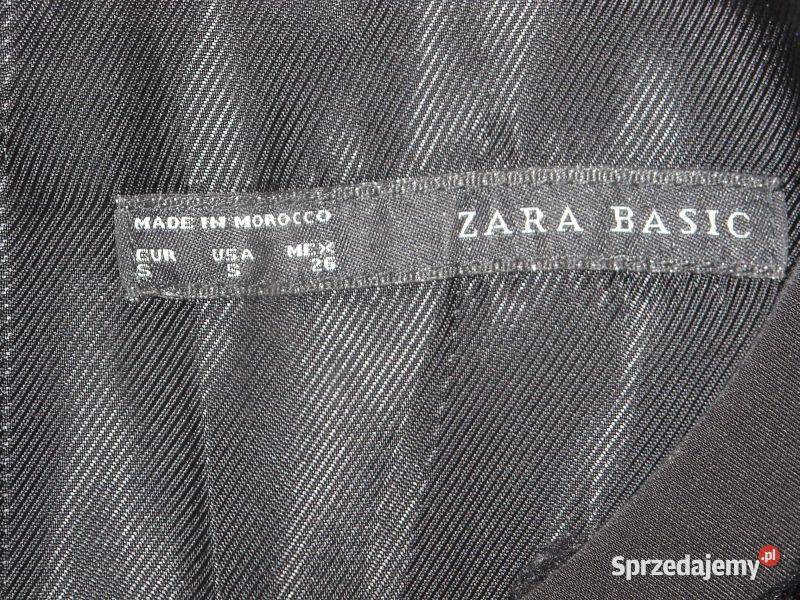 MADE IN MOROCCO
ZARA BASIC
EUR USA MEX
S S 26
Sprzedajemy.pl